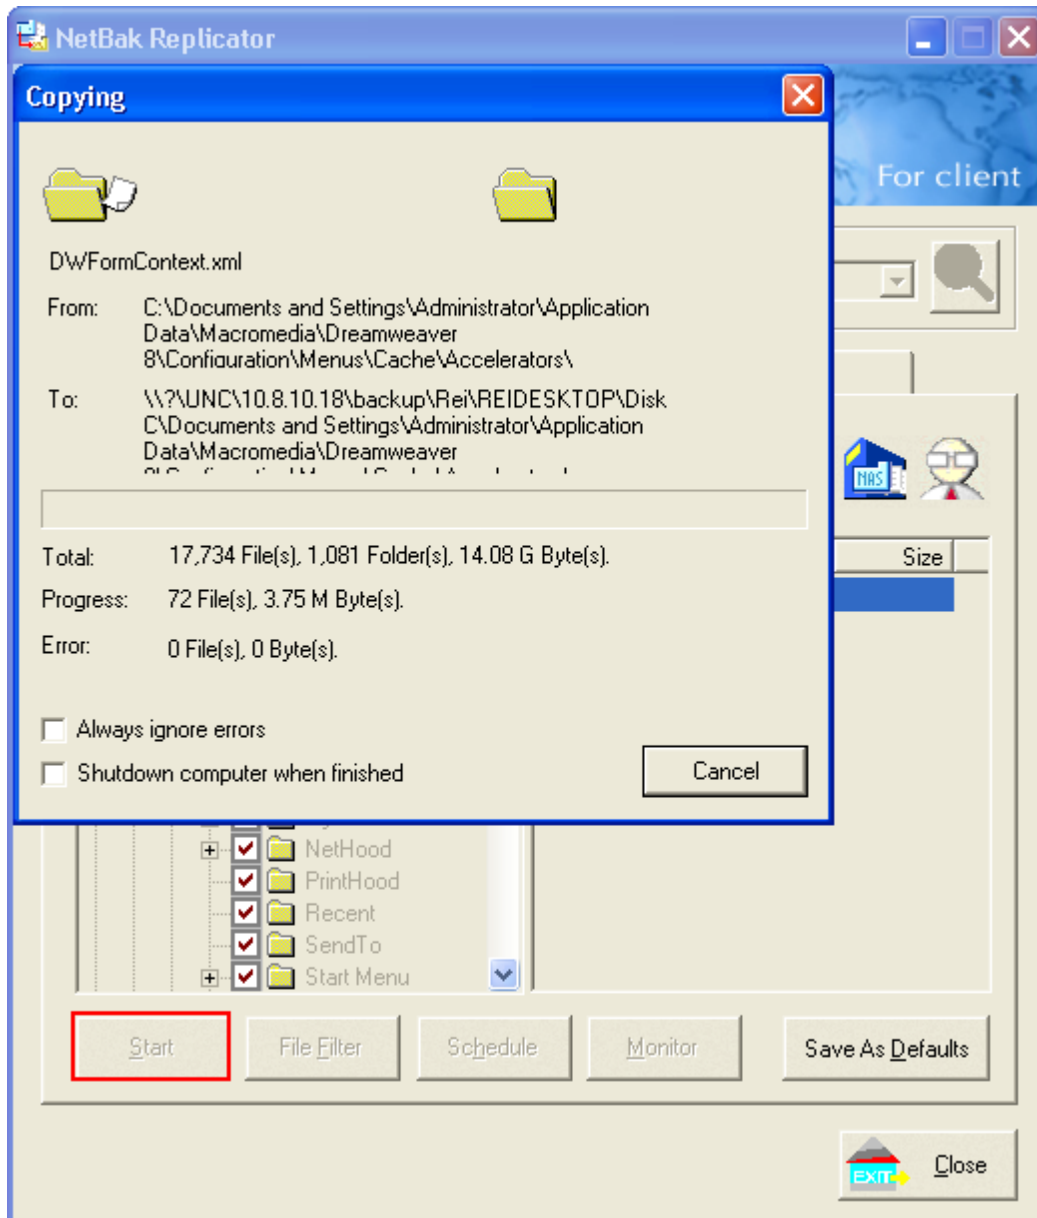 NetBak Replicator
Copying
For client
DWFormContext.xml
From: C:\Documents and Settings\Administrator\Application
Data\Macromedia\Dreamweaver
8\Configuration\Menus\Cache\Accelerators\
To: \\?\UNC\10.8.10.18\backup\Rei\REIDESKTOP\Disk
C\Documents and Settings\Administrator\Application
Data\Macromedia\Dreamweaver
NAS
Size
Total: 17,734 File(s), 1,081 Folder(s), 14.08 G Byte(s).
Progress: 72 File(s), 3.75 M Byte(s).
Error: 0 File(s), 0 Byte(s).
Always ignore errors
Shutdown computer when finished
Cancel
NetHood
PrintHood
Recent
SendTo
Start Menu
Start
File Filter
Schedule
Monitor
Save As Defaults
EXIT
Close